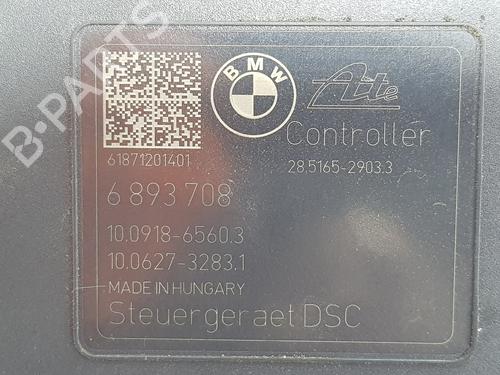 B-PARTS
BMW
Ate
Controller
61871201401
28.5165-2903.3
6 893 708
10.0918-6560.3
10.0627-3283.1
MADE IN HUNGARY
Steuergeraet DSC